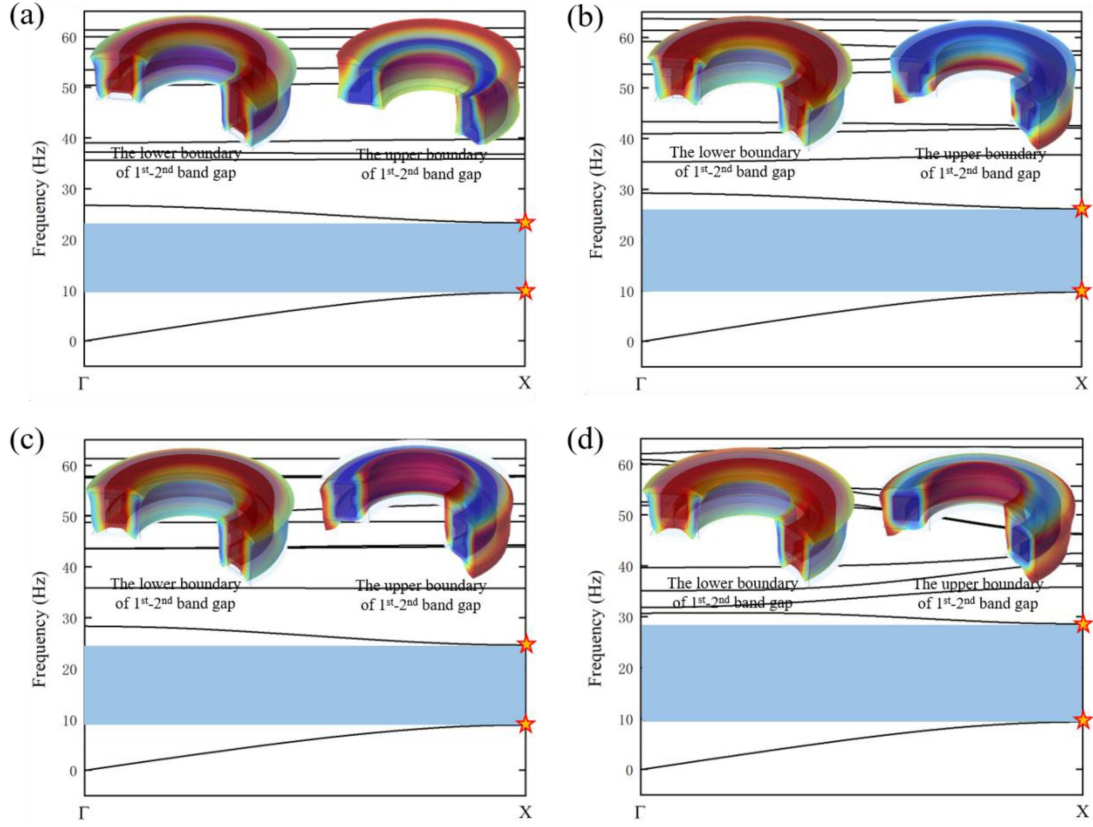 (a)
Frequency (Hz)
60
50
40
30
20
10
0
The lower boundary
of 1st-2nd band gap
The upper boundary
of 1st-2nd band gap
Γ
X
(b)
Frequency (Hz)
60
50
40
30
20
10
0
The lower boundary
of 1st-2nd band gap
The upper boundary
of 1st-2nd band gap
Γ
X
(c)
Frequency (Hz)
60
50
40
30
20
10
0
The lower boundary
of 1st-2nd band gap
The upper boundary
of 1st-2nd band gap
Γ
X
(d)
Frequency (Hz)
60
50
40
30
20
10
0
The lower boundary
of 1st-2nd band gap
The upper boundary
of 1st-2nd band gap
Γ
X